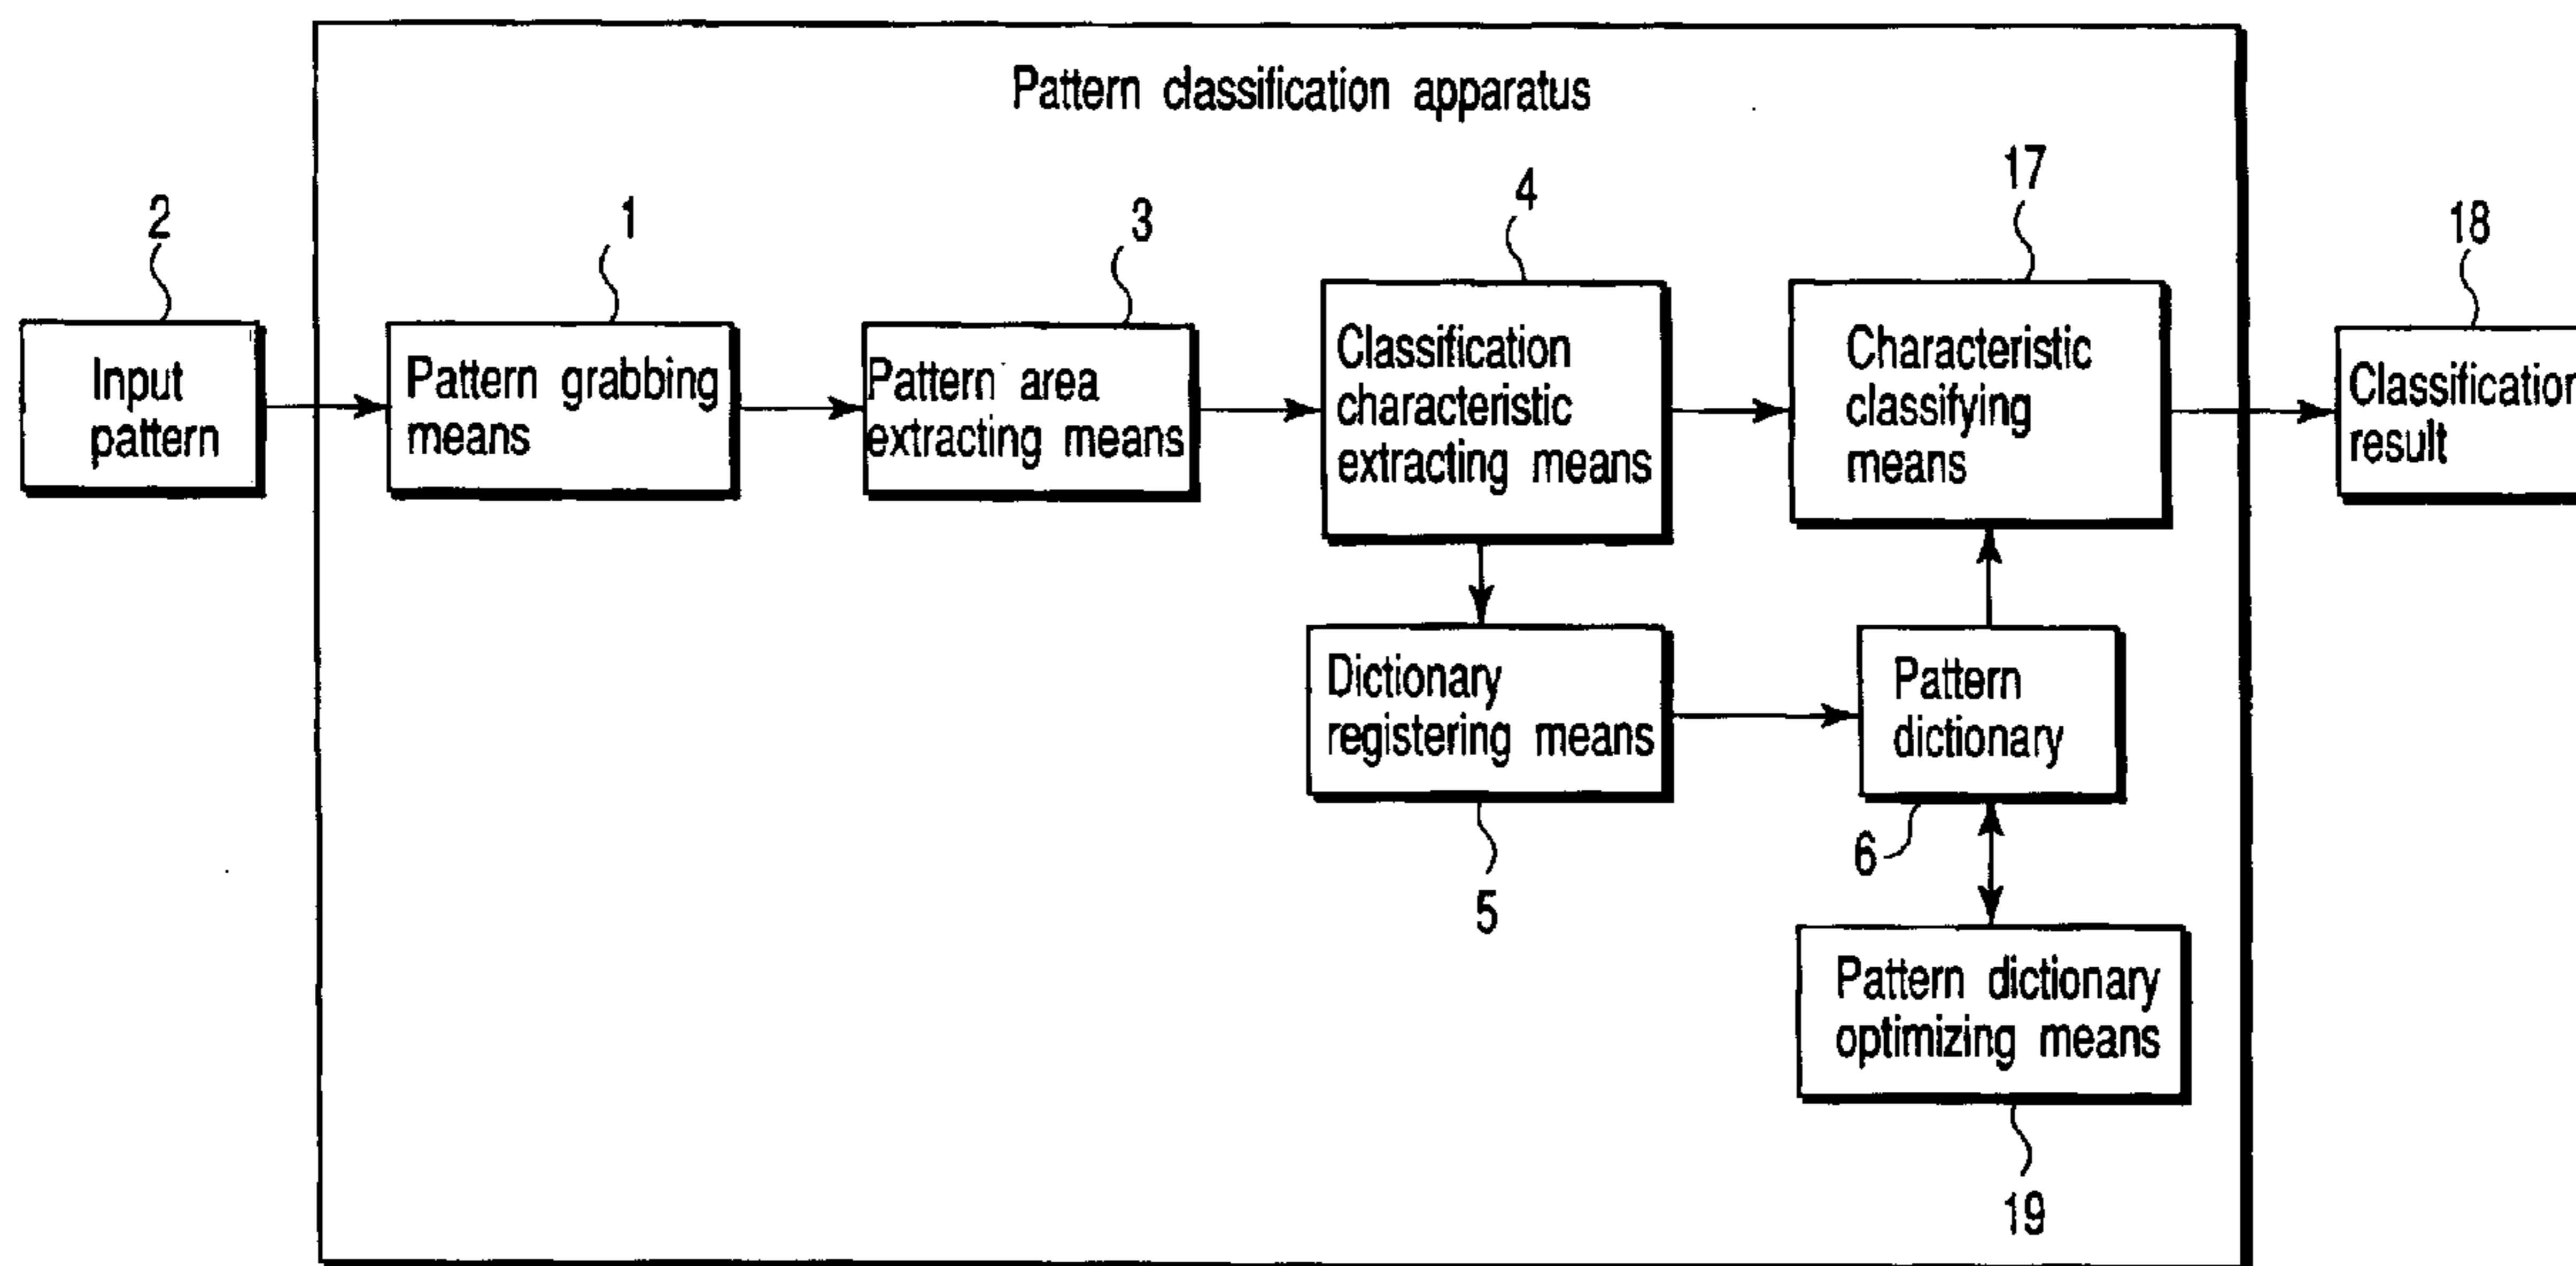 Pattern classification apparatus
2
1
3
4
17
18
Input
pattern
Pattern grabbing
means
Pattern area
extracting means
Classification
characteristic
extracting means
Characteristic
classifying
means
Classification
result
Dictionary
registering means
Pattern
dictionary
5
6
Pattern dictionary
optimizing means
19